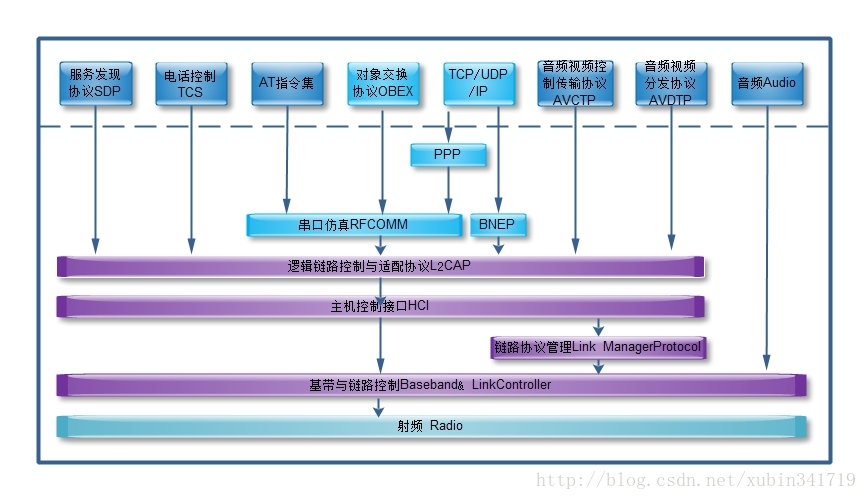 服务发现
协议SDP
电话控制
TCS
AT指令集
对象交换
协议OBEX
TCP/UDP
/IP
音频视频控
制传输协议
AVCTP
音频视频
分发协议
AVDTP
音频Audio
PPP
串口仿真RFCOMM
BNEP
逻辑链路控制与适配协议L2CAP
主机控制接口HCI
链路协议管理Link ManagerProtocol
基带与链路控制Baseband& LinkController
射频 Radio
http://blog.csdn.net/xubin341719